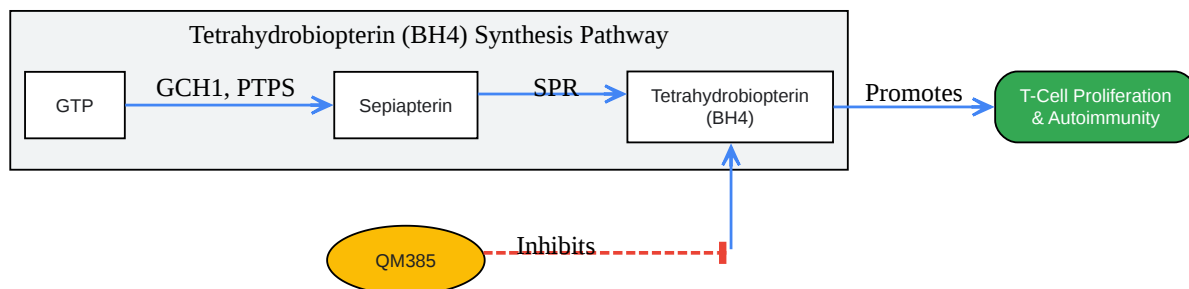 Tetrahydrobiopterin (BH4) Synthesis Pathway
GTP
GCH1, PTPS
Sepiapterin
SPR
Tetrahydrobiopterin
(BH4)
Promotes
T-Cell Proliferation
& Autoimmunity
QM385
Inhibits